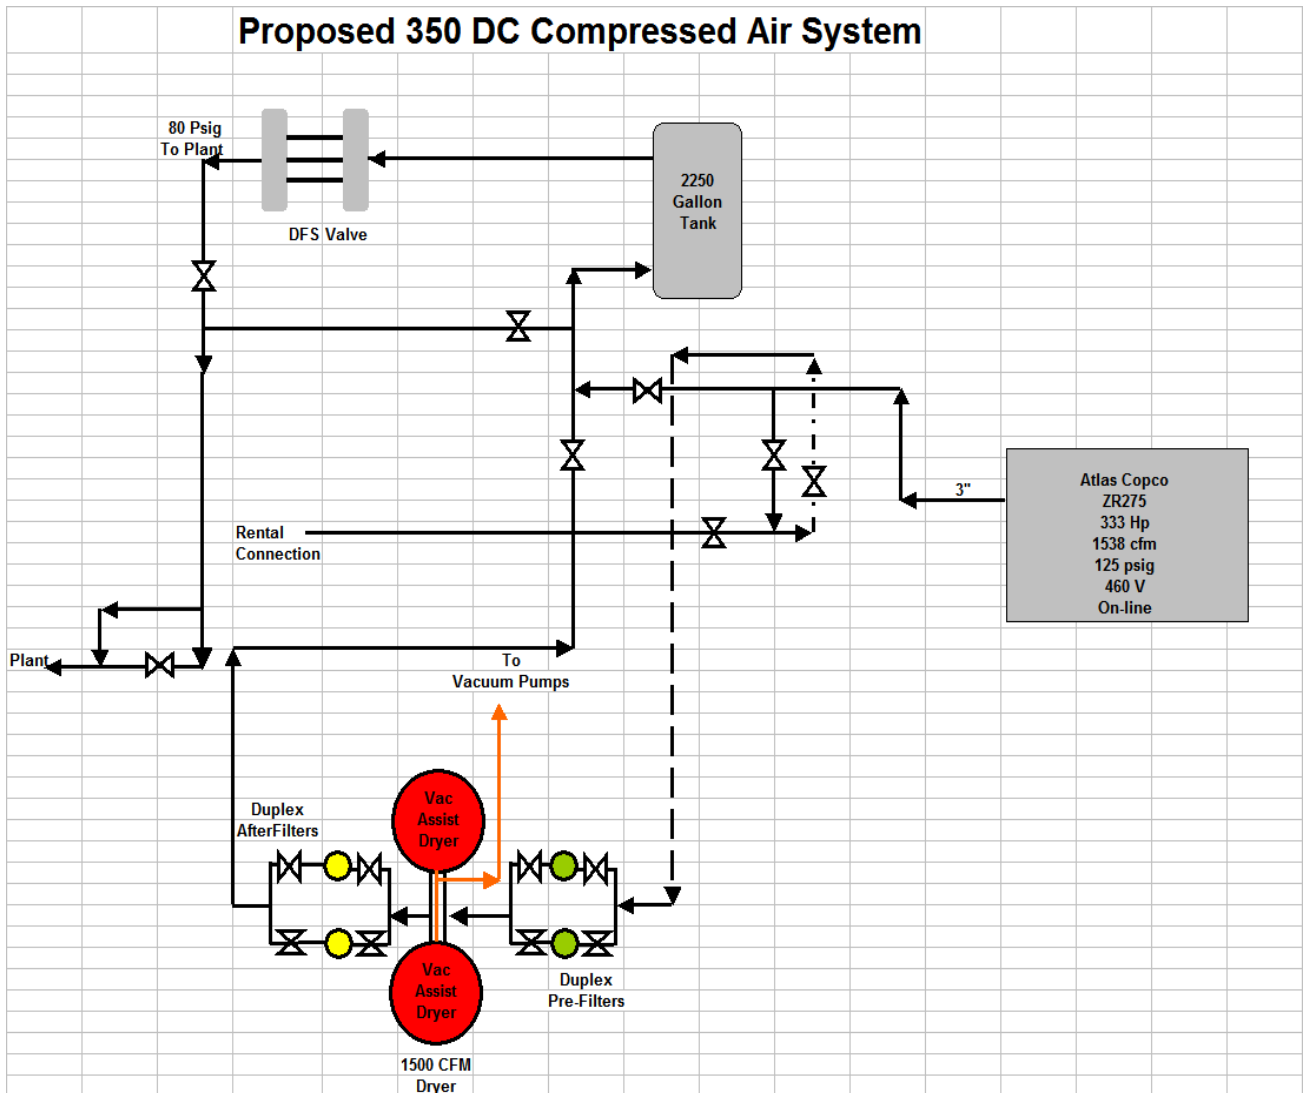 Proposed 350 DC Compressed Air System
80 Psig
To Plant
DFS Valve
2250
Gallon
Tank
3"
Atlas Copco
ZR275
333 Hp
1538 cfm
125 psig
460 V
On-line
Rental
Connection
Plant
To
Vacuum Pumps
Duplex
AfterFilters
Vac
Assist
Dryer
Vac
Assist
Dryer
Duplex
Pre-Filters
1500 CFM
Dryer